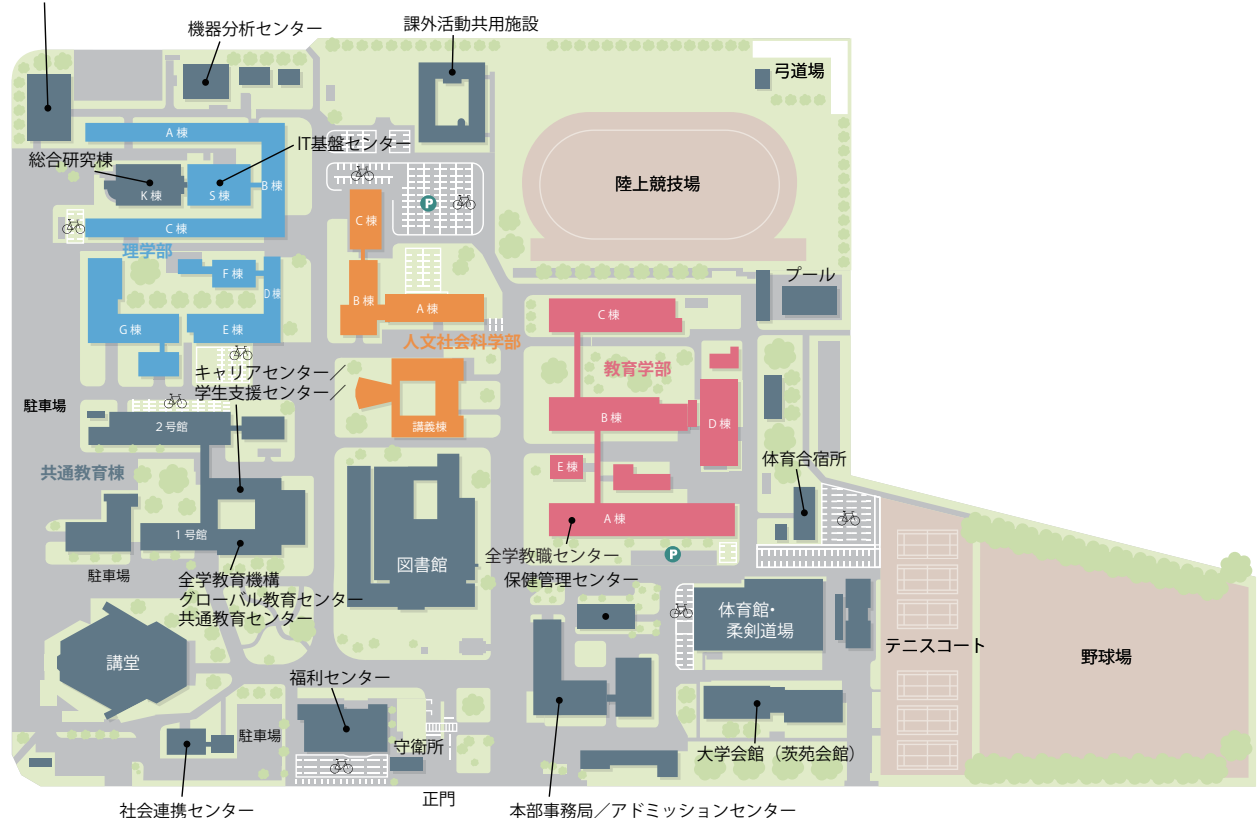 機器分析センター
課外活動共用施設
弓道場
A 棟
IT基盤センター
総合研究棟
K 棟
S 棟
B 棟
C 棟
理学部
P
陸上競技場
C 棟
F 棟
D 棟
G 棟
E 棟
B 棟
A 棟
人文社会科学部
プール
C 棟
教育学部
キャリアセンター／
学生支援センター／
駐車場
2 号館
講義棟
B 棟
D 棟
共通教育棟
E 棟
体育合宿所
1 号館
A 棟
図書館
全学教職センター
P
保健管理センター
駐車場
全学教育機構
グローバル教育センター
共通教育センター
体育館・
柔剣道場
テニスコート
野球場
講堂
福利センター
駐車場
守衛所
大学会館（茨苑会館）
正門
社会連携センター
本部事務局／アドミッションセンター